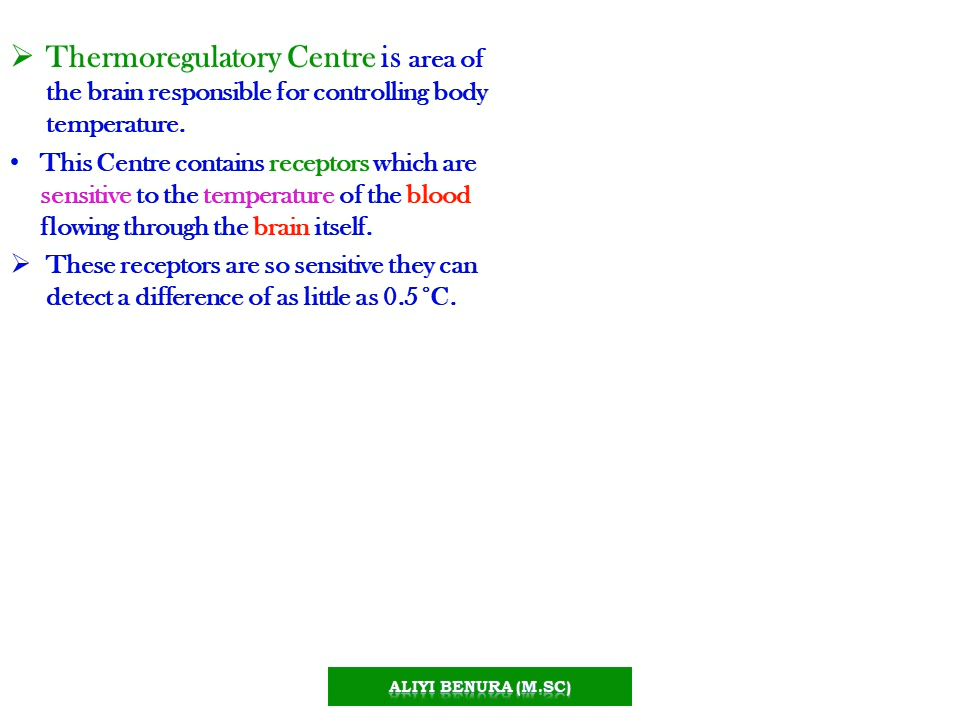 ➢ Thermoregulatory Centre is area of
the brain responsible for controlling body
temperature.
• This Centre contains receptors which are
sensitive to the temperature of the blood
flowing through the brain itself.
➢ These receptors are so sensitive they can
detect a difference of as little as 0.5 °C.
ALIYI BENURA (M.SC)